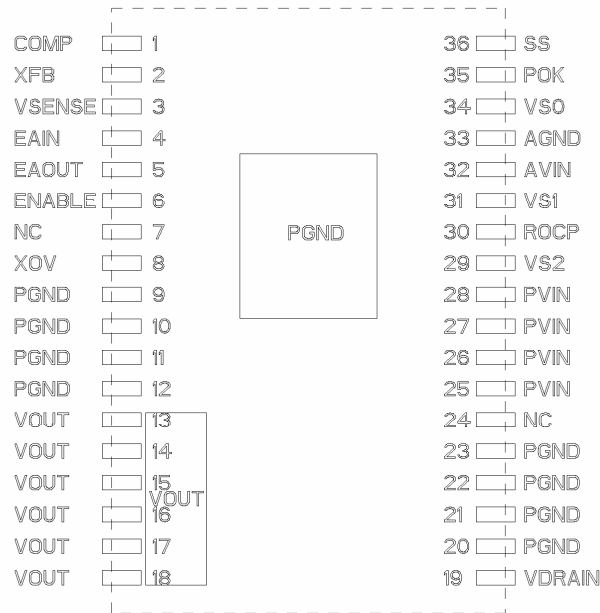 COMP 1 36 SS
XFB 2 35 POK
VSENSE 3 34 VS0
EAIN 4 33 AGND
EAOUT 5 32 AVIN
ENABLE 6 31 VS1
NC 7 PGND 30 ROCP
XOV 8 29 VS2
PGND 9 28 PVIN
PGND 10 27 PVIN
PGND 11 26 PVIN
PGND 12 25 PVIN
VOUT 13 24 NC
VOUT 14 23 PGND
VOUT 15 22 PGND
VOUT
VOUT 16 21 PGND
VOUT 17 20 PGND
VOUT 18 19 VDRAIN